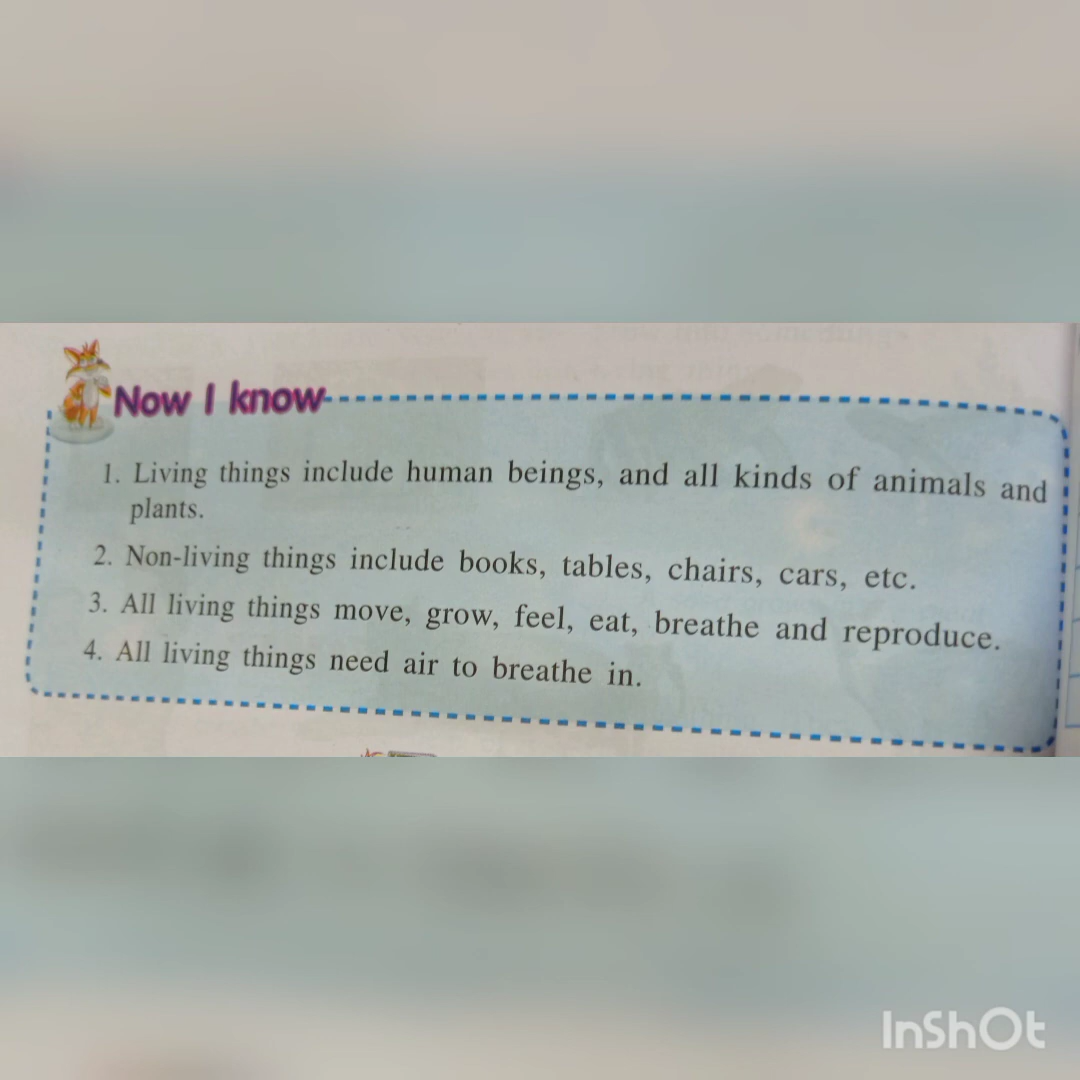 Now I know
1. Living things include human beings, and all kinds of animals and
plants.
2. Non-living things include books, tables, chairs, cars, etc.
3. All living things move, grow, feel, eat, breathe and reproduce.
4. All living things need air to breathe in.
InShOt